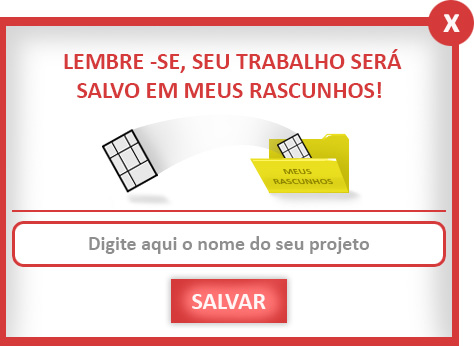 X
LEMBRE -SE, SEU TRABALHO SERÁ
SALVO EM MEUS RASCUNHOS!
MEUS
RASCUNHOS
Digite aqui o nome do seu projeto
SALVAR